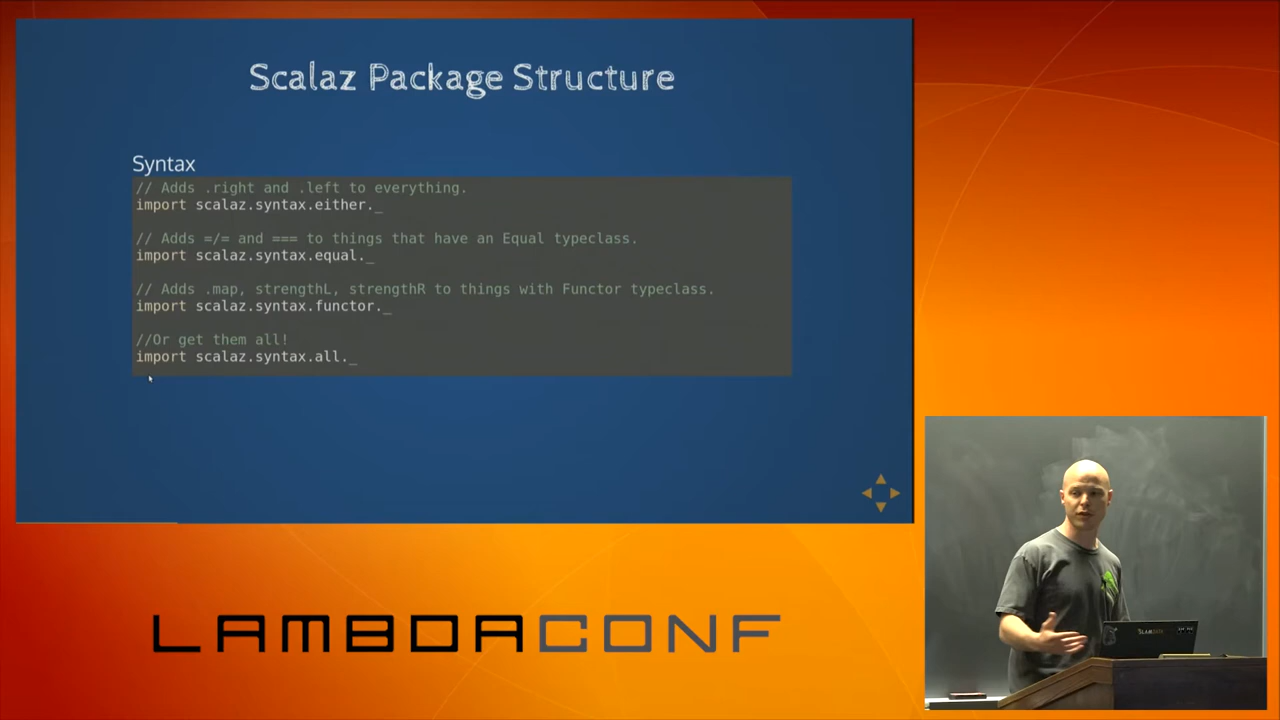 Scalaz Package Structure
Syntax
// Adds .right and .left to everything.
import scalaz.syntax.either._
// Adds =/= and === to things that have an Equal typeclass.
import scalaz.syntax.equal._
// Adds .map, strengthL, strengthR to things with Functor typeclass.
import scalaz.syntax.functor._
//Or get them all!
import scalaz.syntax.all._
LAMBDACONF